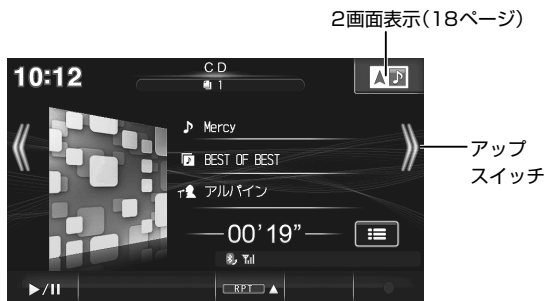 2画面表示（18ページ）
10:12
CD
1
♪ Mercy
BEST OF BEST
アルパイン
アップ
スイッチ
00'19"
▶/II
RPT ▲